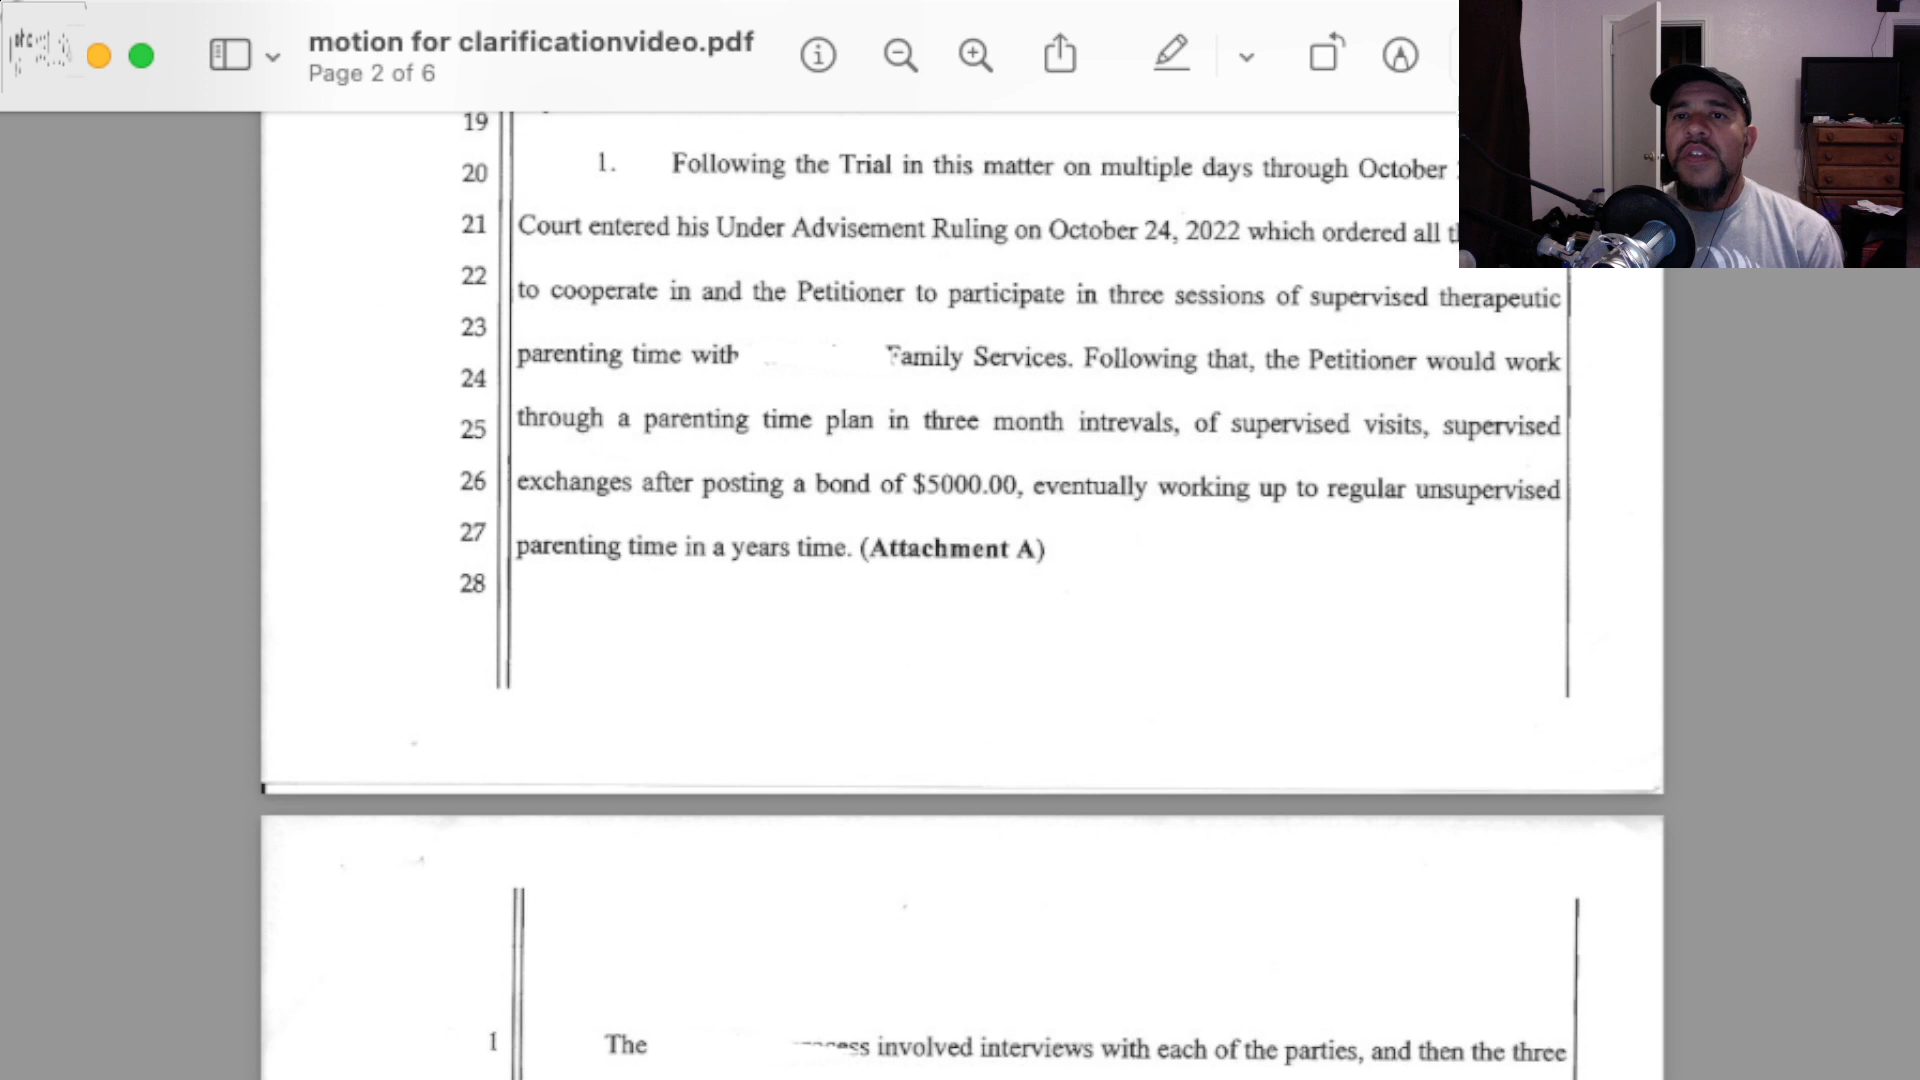 motion for clarificationvideo.pdf
Page 2 of 6
19
20 1. Following the Trial in this matter on multiple days through October
21 Court entered his Under Advisement Ruling on October 24, 2022 which ordered all
22 to cooperate in and the Petitioner to participate in three sessions of supervised therapeutic
23 parenting time with Family Services. Following that, the Petitioner would work
24
25 through a parenting time plan in three month intrevals, of supervised visits, supervised
26 exchanges after posting a bond of $5000.00, eventually working up to regular unsupervised
27 parenting time in a years time. (Attachment A)
28
1 The involved interviews with each of the parties, and then the three